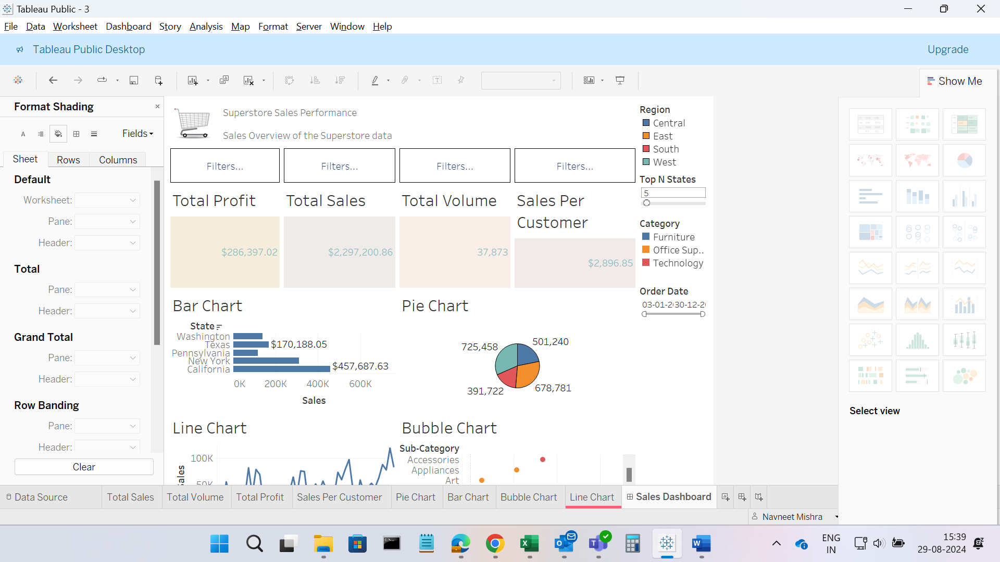 Tableau Public - 3
File Data Worksheet Dashboard Story Analysis Map Format Server Window Help
Tableau Public Desktop
Upgrade
Show Me
Format Shading
Fields
Sheet Rows Columns
Default
Worksheet:
Pane:
Header:
Total
Pane:
Header:
Grand Total
Pane:
Header:
Row Banding
Pane:
Header:
Clear
Superstore Sales Performance
Sales Overview of the Superstore data
Filters... Filters... Filters... Filters...
Total Profit
$286,397.02
Total Sales
$2,297,200.86
Total Volume
37,873
Sales Per
Customer
$2,896.85
Bar Chart
State
Washington
Texas $170,188.05
Pennsylvania
New York
California $457,687.63
0K 200K 400K 600K
Sales
Pie Chart
725,458
501,240
391,722
678,781
Line Chart
100K
50K
Sales
Bubble Chart
Sub-Category
Accessories
Appliances
Art
Region
Central
East
South
West
Top N States
5
Category
Furniture
Office Sup..
Technology
Order Date
03-01-2 30-12-2
Select view
Data Source Total Sales Total Volume Total Profit Sales Per Customer Pie Chart Bar Chart Bubble Chart Line Chart Sales Dashboard
Navneet Mishra
ENG
IN
15:39
29-08-2024